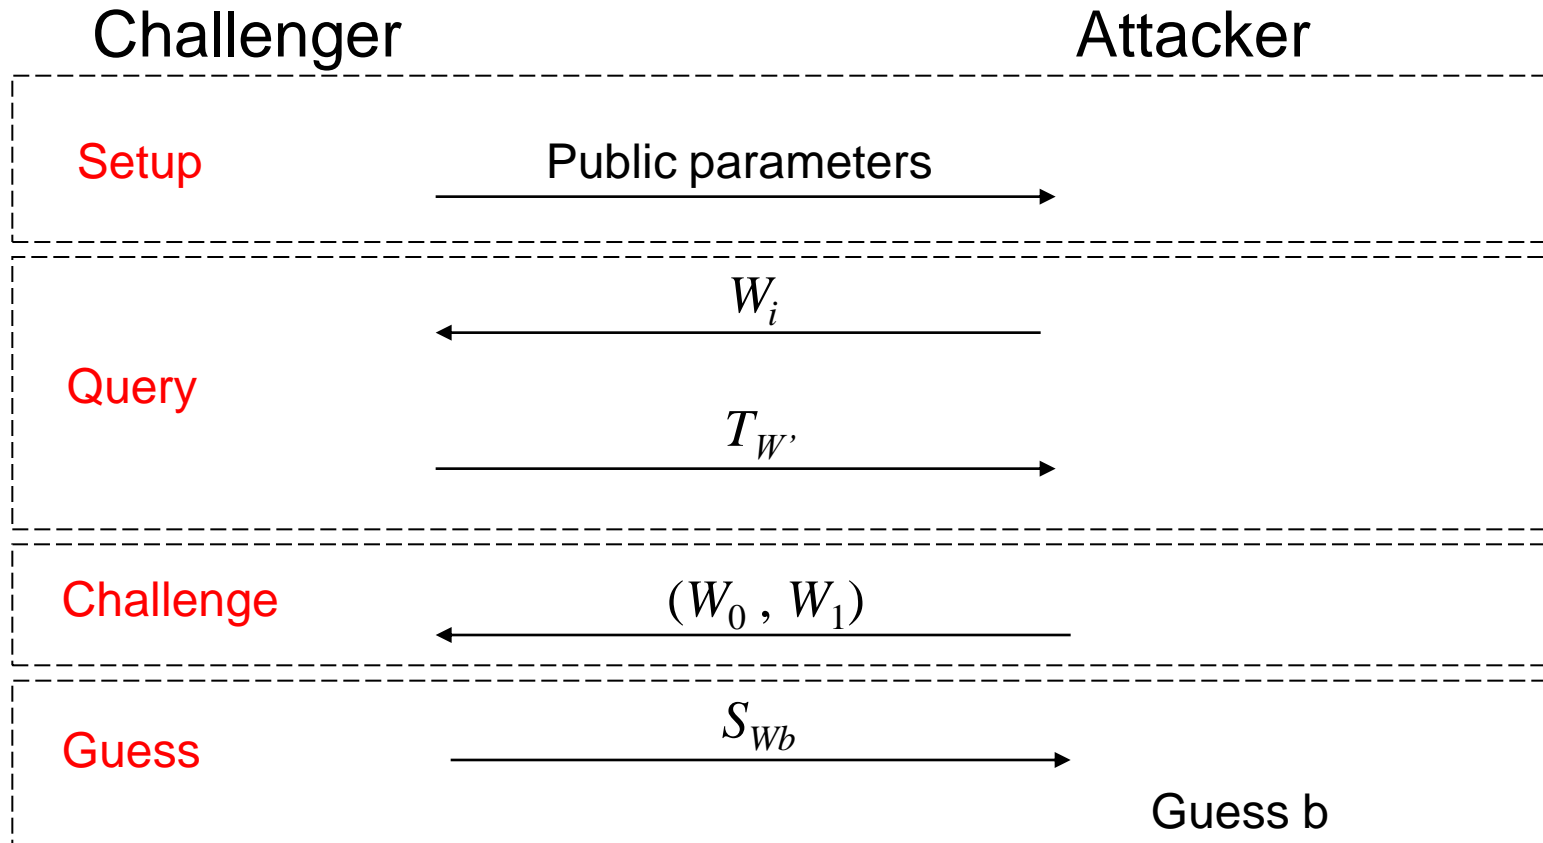 Challenger Attacker
Setup Public parameters
W_i
Query
T_W’
Challenge (W_0 , W_1)
S_Wb
Guess
Guess b